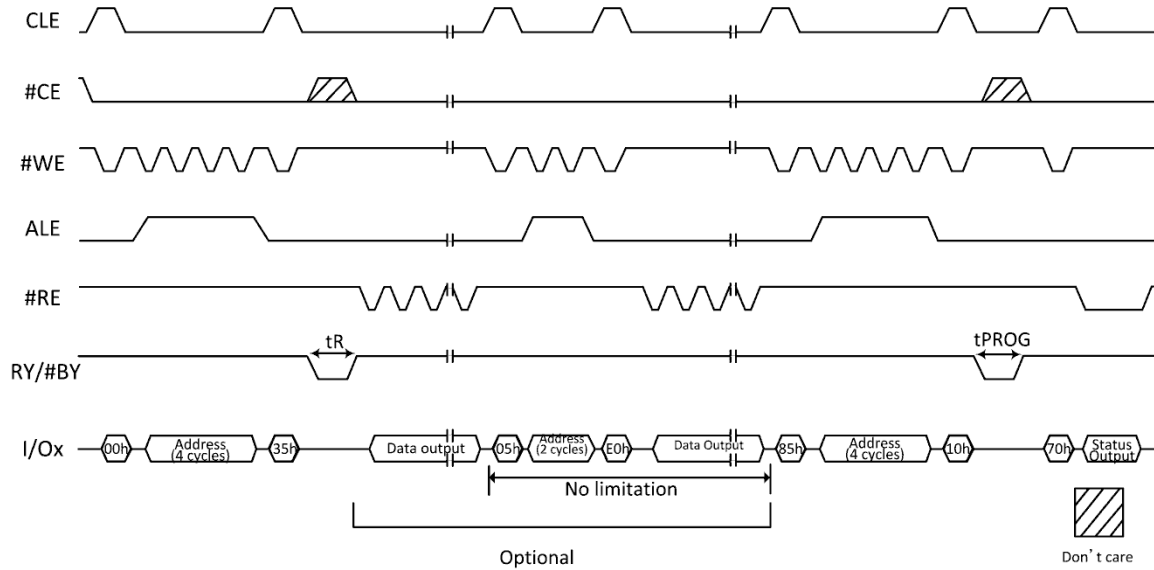 CLE
#CE
#WE
ALE
#RE
tR
tPROG
RY/#BY
I/Ox
00h
Address
(4 cycles)
35h
Data output
05h
Address
(2 cycles)
E0h
Data Output
85h
Address
(4 cycles)
10h
70h
Status
Output
No limitation
Optional
Don't care